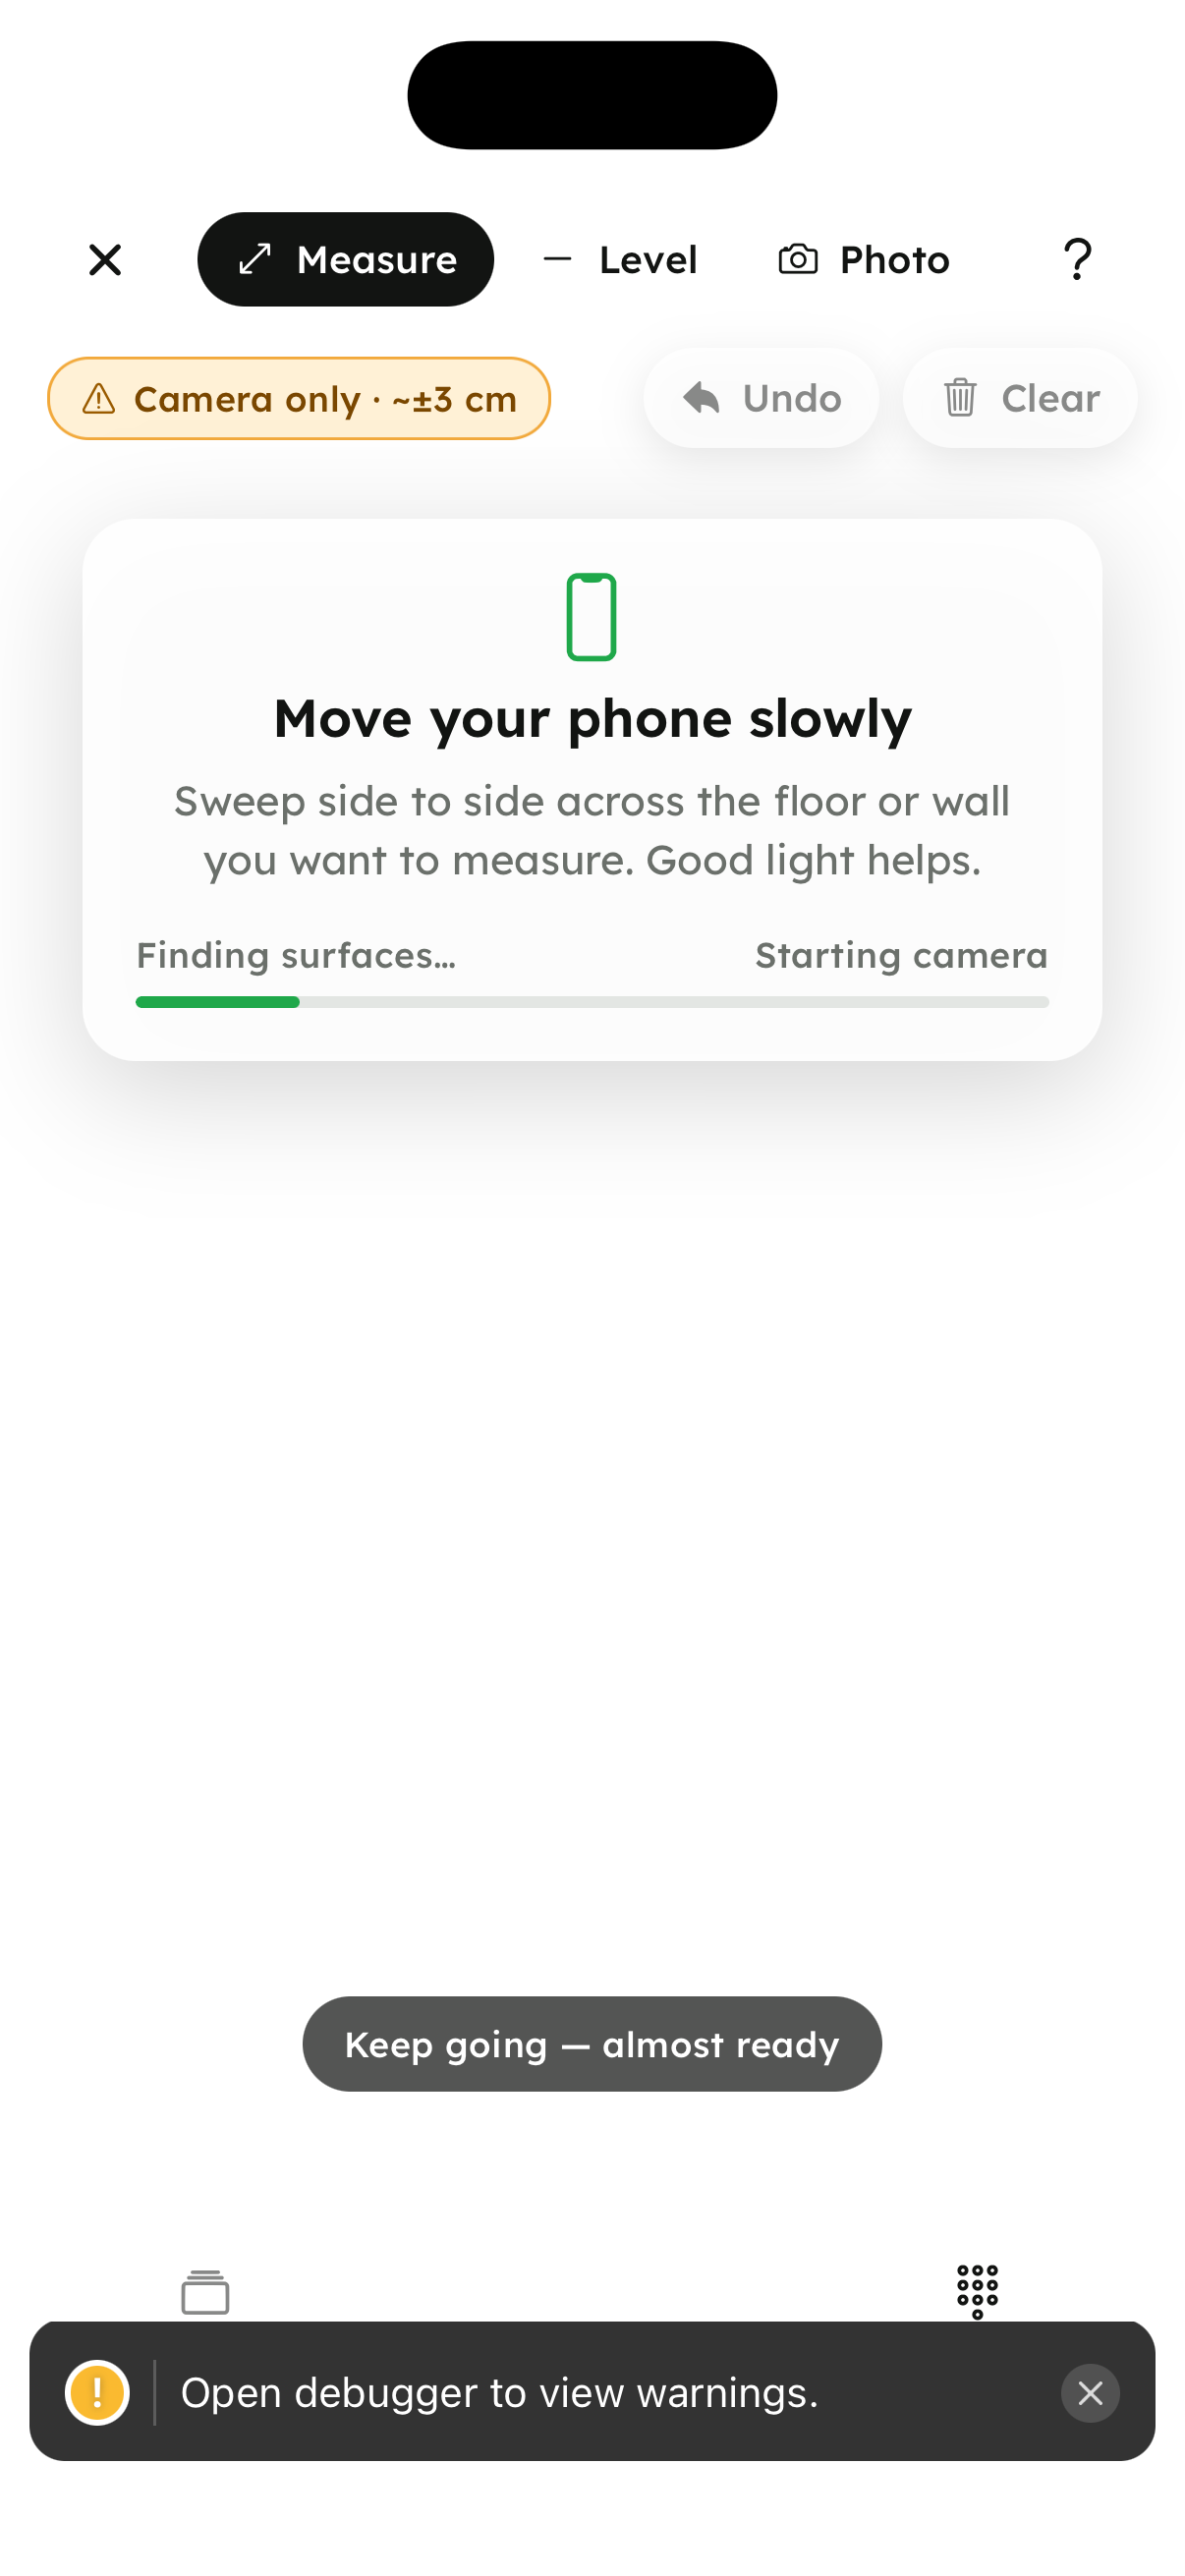 Measure
Level
Photo
?
Camera only · ~±3 cm
Undo
Clear
Move your phone slowly
Sweep side to side across the floor or wall
you want to measure. Good light helps.
Finding surfaces…
Starting camera
Keep going — almost ready
!
Open debugger to view warnings.